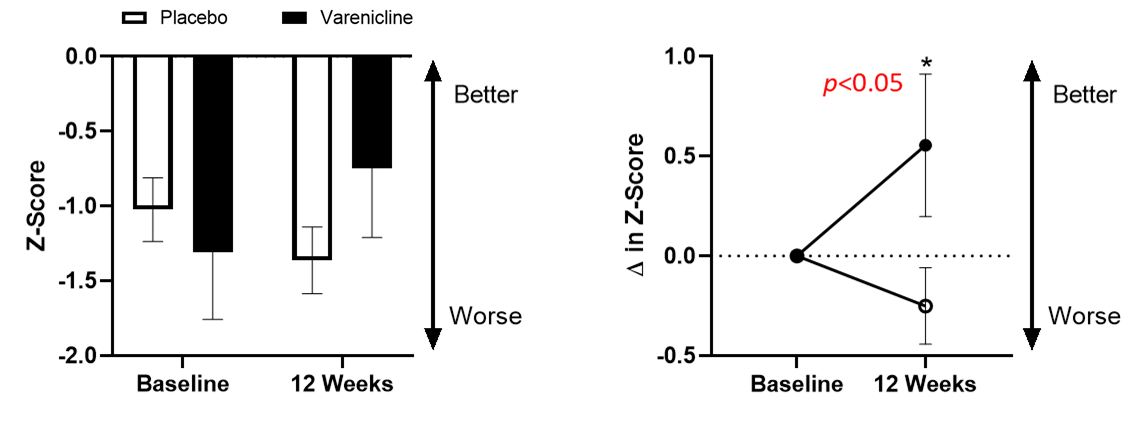 Placebo Varenicline
0.0
-0.5
-1.0
-1.5
-2.0
Z-Score
Baseline 12 Weeks
Better
Worse
1.0
0.5
0.0
-0.5
Δ in Z-Score
p<0.05
*
Baseline 12 Weeks
Better
Worse